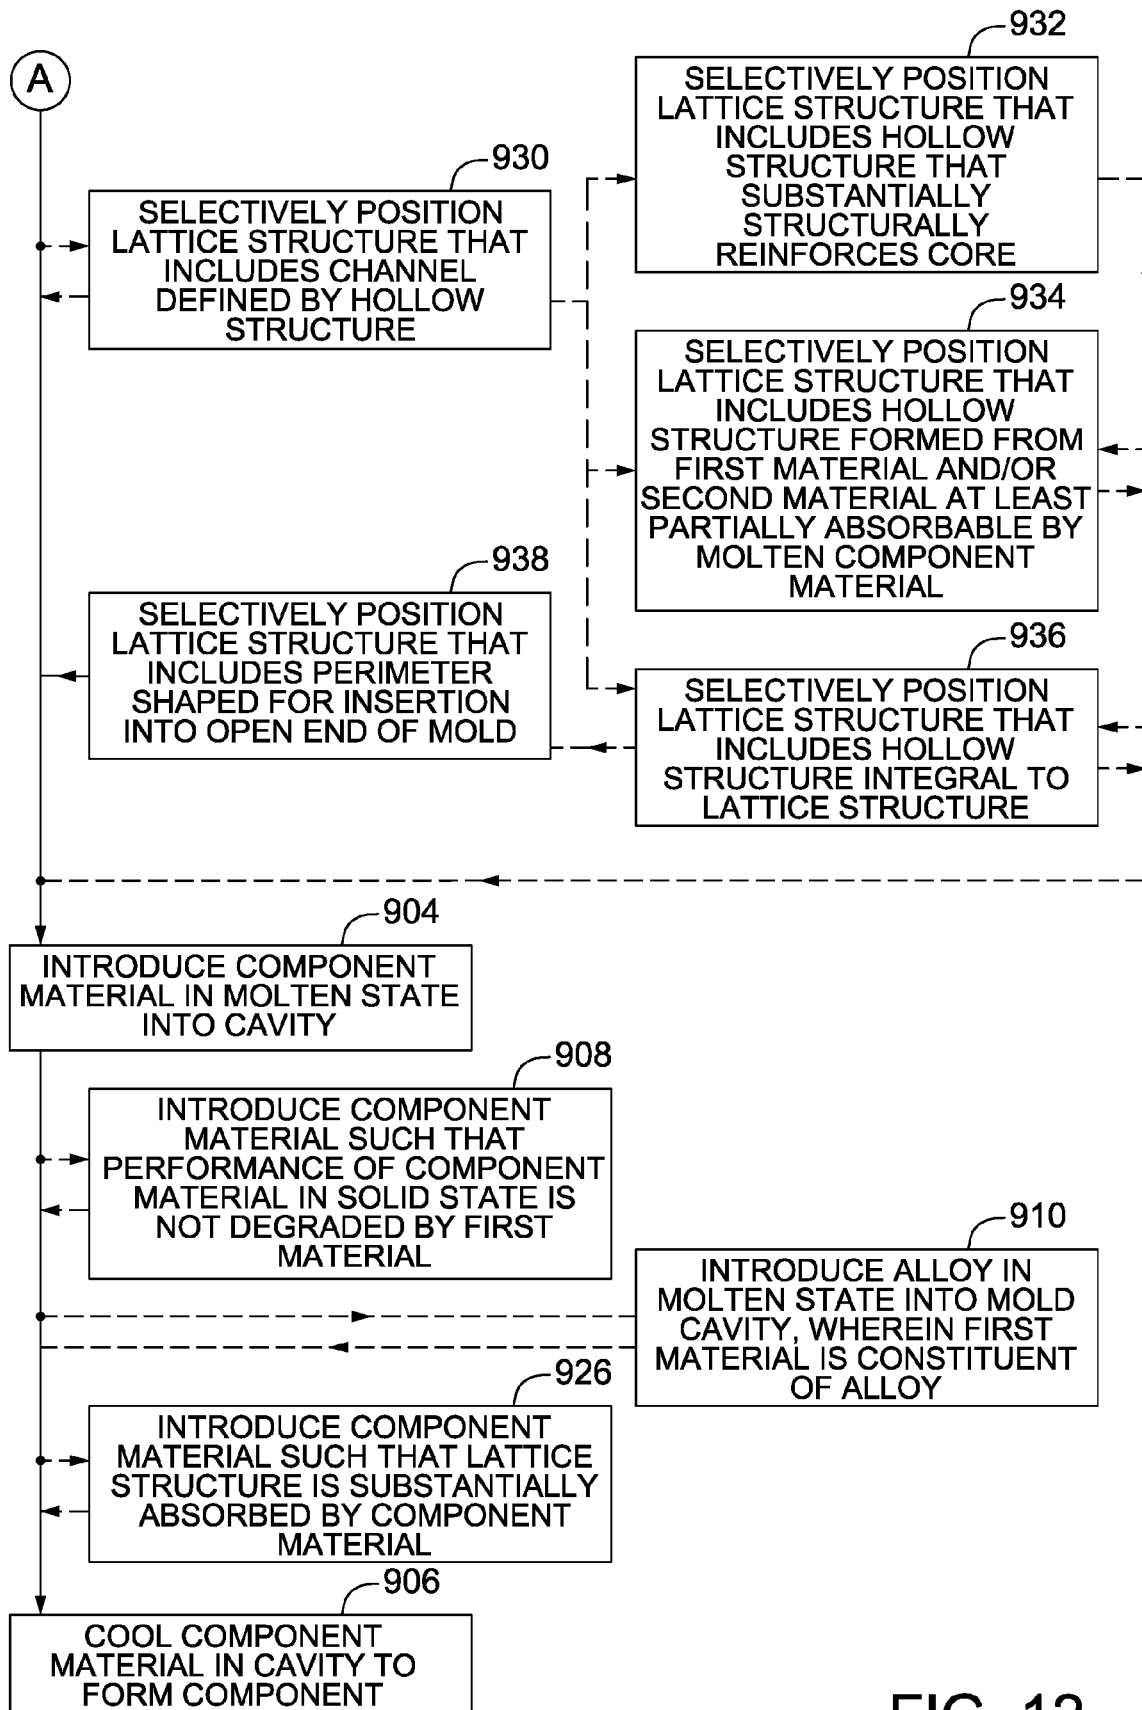 A
932
SELECTIVELY POSITION
LATTICE STRUCTURE THAT
INCLUDES HOLLOW
STRUCTURE THAT
SUBSTANTIALLY
STRUCTURALLY
REINFORCES CORE
930
SELECTIVELY POSITION
LATTICE STRUCTURE THAT
INCLUDES CHANNEL
DEFINED BY HOLLOW
STRUCTURE
934
SELECTIVELY POSITION
LATTICE STRUCTURE THAT
INCLUDES HOLLOW
STRUCTURE FORMED FROM
FIRST MATERIAL AND/OR
SECOND MATERIAL AT LEAST
PARTIALLY ABSORBABLE BY
MOLTEN COMPONENT
MATERIAL
938
SELECTIVELY POSITION
LATTICE STRUCTURE THAT
INCLUDES PERIMETER
SHAPED FOR INSERTION
INTO OPEN END OF MOLD
936
SELECTIVELY POSITION
LATTICE STRUCTURE THAT
INCLUDES HOLLOW
STRUCTURE INTEGRAL TO
LATTICE STRUCTURE
904
INTRODUCE COMPONENT
MATERIAL IN MOLTEN STATE
INTO CAVITY
908
INTRODUCE COMPONENT
MATERIAL SUCH THAT
PERFORMANCE OF COMPONENT
MATERIAL IN SOLID STATE IS
NOT DEGRADED BY FIRST
MATERIAL
910
INTRODUCE ALLOY IN
MOLTEN STATE INTO MOLD
CAVITY, WHEREIN FIRST
MATERIAL IS CONSTITUENT
OF ALLOY
926
INTRODUCE COMPONENT
MATERIAL SUCH THAT LATTICE
STRUCTURE IS SUBSTANTIALLY
ABSORBED BY COMPONENT
MATERIAL
906
COOL COMPONENT
MATERIAL IN CAVITY TO
FORM COMPONENT
FIG.